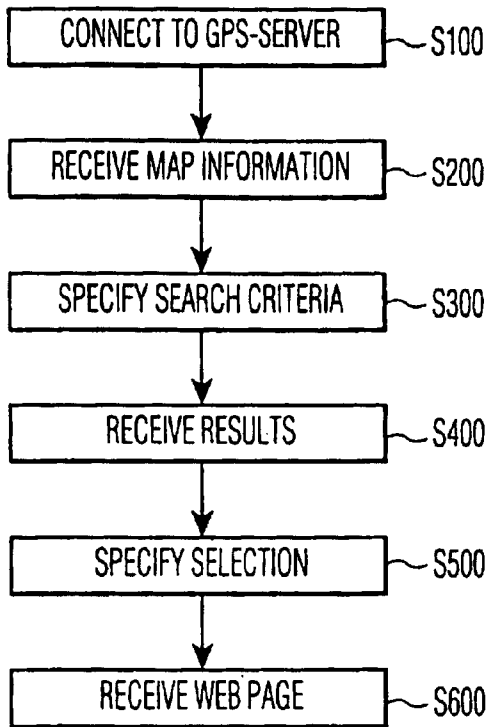 CONNECT TO GPS-SERVER S100
RECEIVE MAP INFORMATION S200
SPECIFY SEARCH CRITERIA S300
RECEIVE RESULTS S400
SPECIFY SELECTION S500
RECEIVE WEB PAGE S600